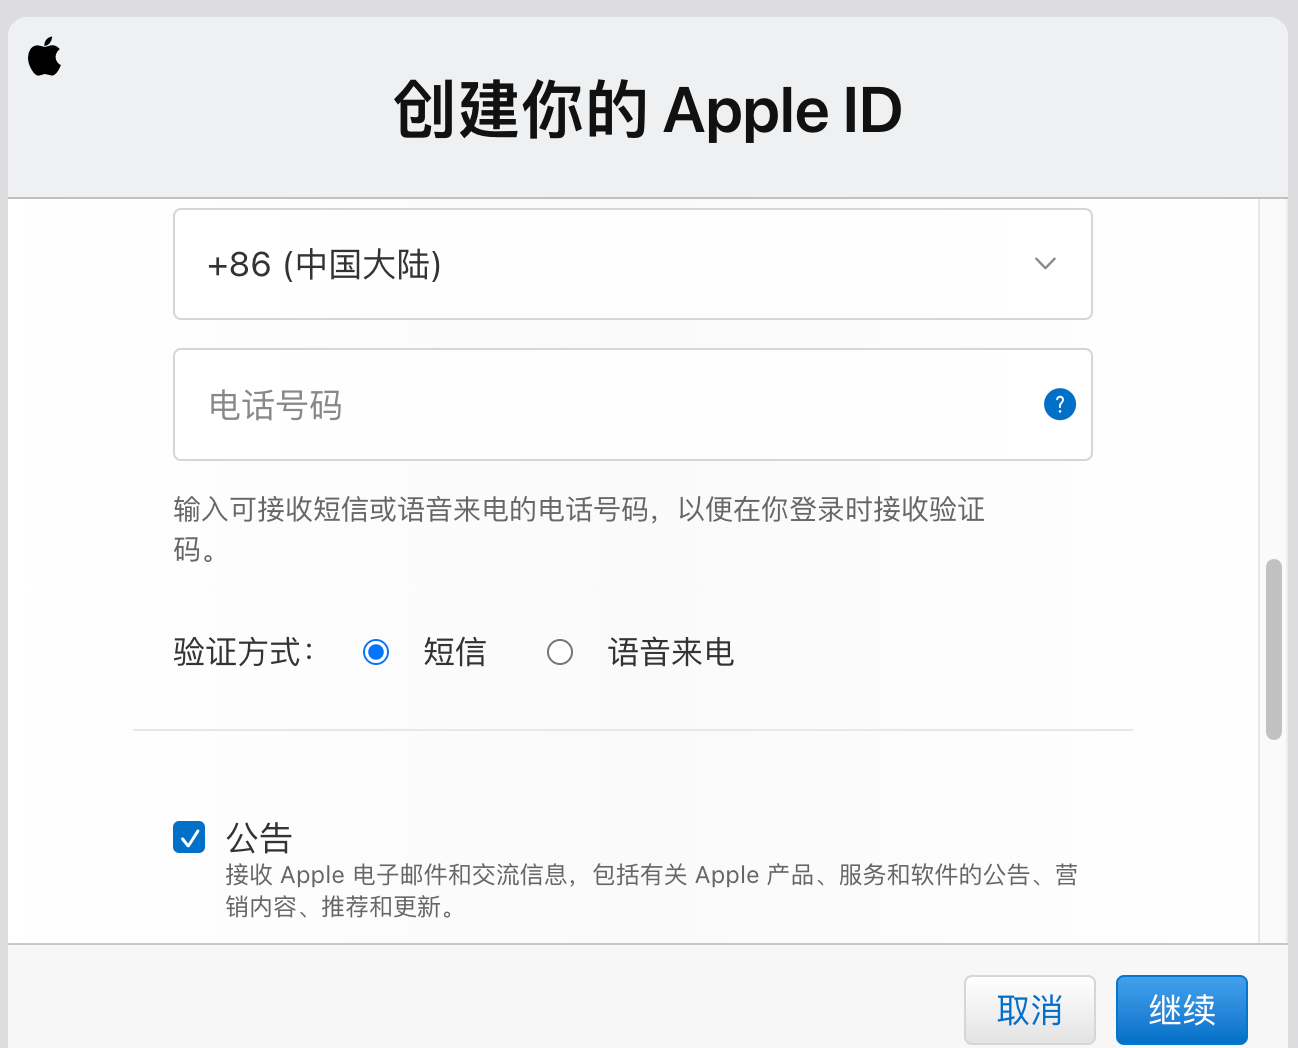 创建你的 Apple ID
+86 (中国大陆)
电话号码
?
输入可接收短信或语音来电的电话号码，以便在你登录时接收验证
码。
验证方式： 短信 语音来电
公告
接收 Apple 电子邮件和交流信息，包括有关 Apple 产品、服务和软件的公告、营
销内容、推荐和更新。
取消 继续